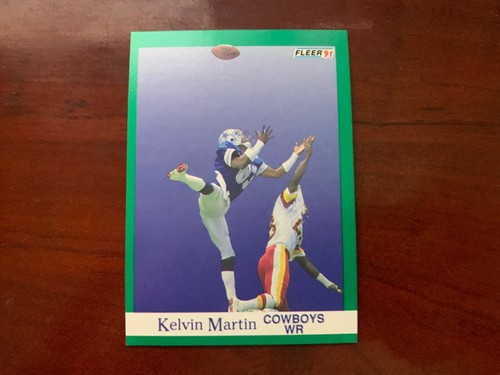 FLEER '91
Kelvin Martin COWBOYS
WR